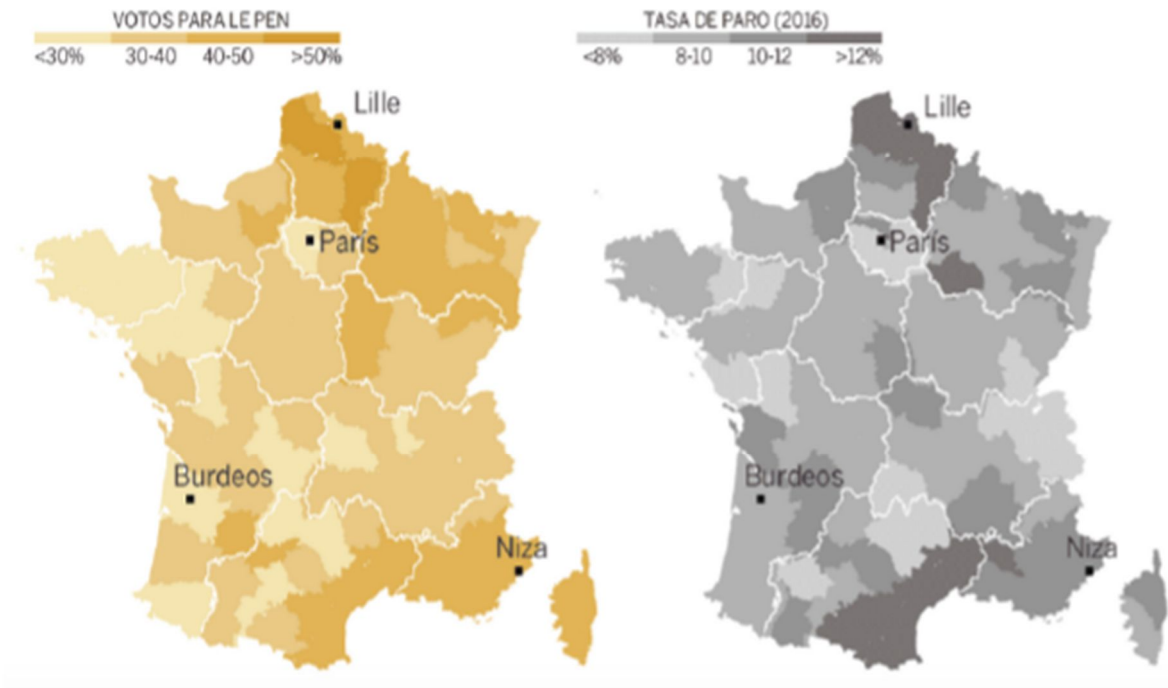 VOTOS PARA LE PEN
<30% 30-40 40-50 >50%
Lille
París
Burdeos
Niza
TASA DE PARO (2016)
<8% 8-10 10-12 >12%
Lille
París
Burdeos
Niza